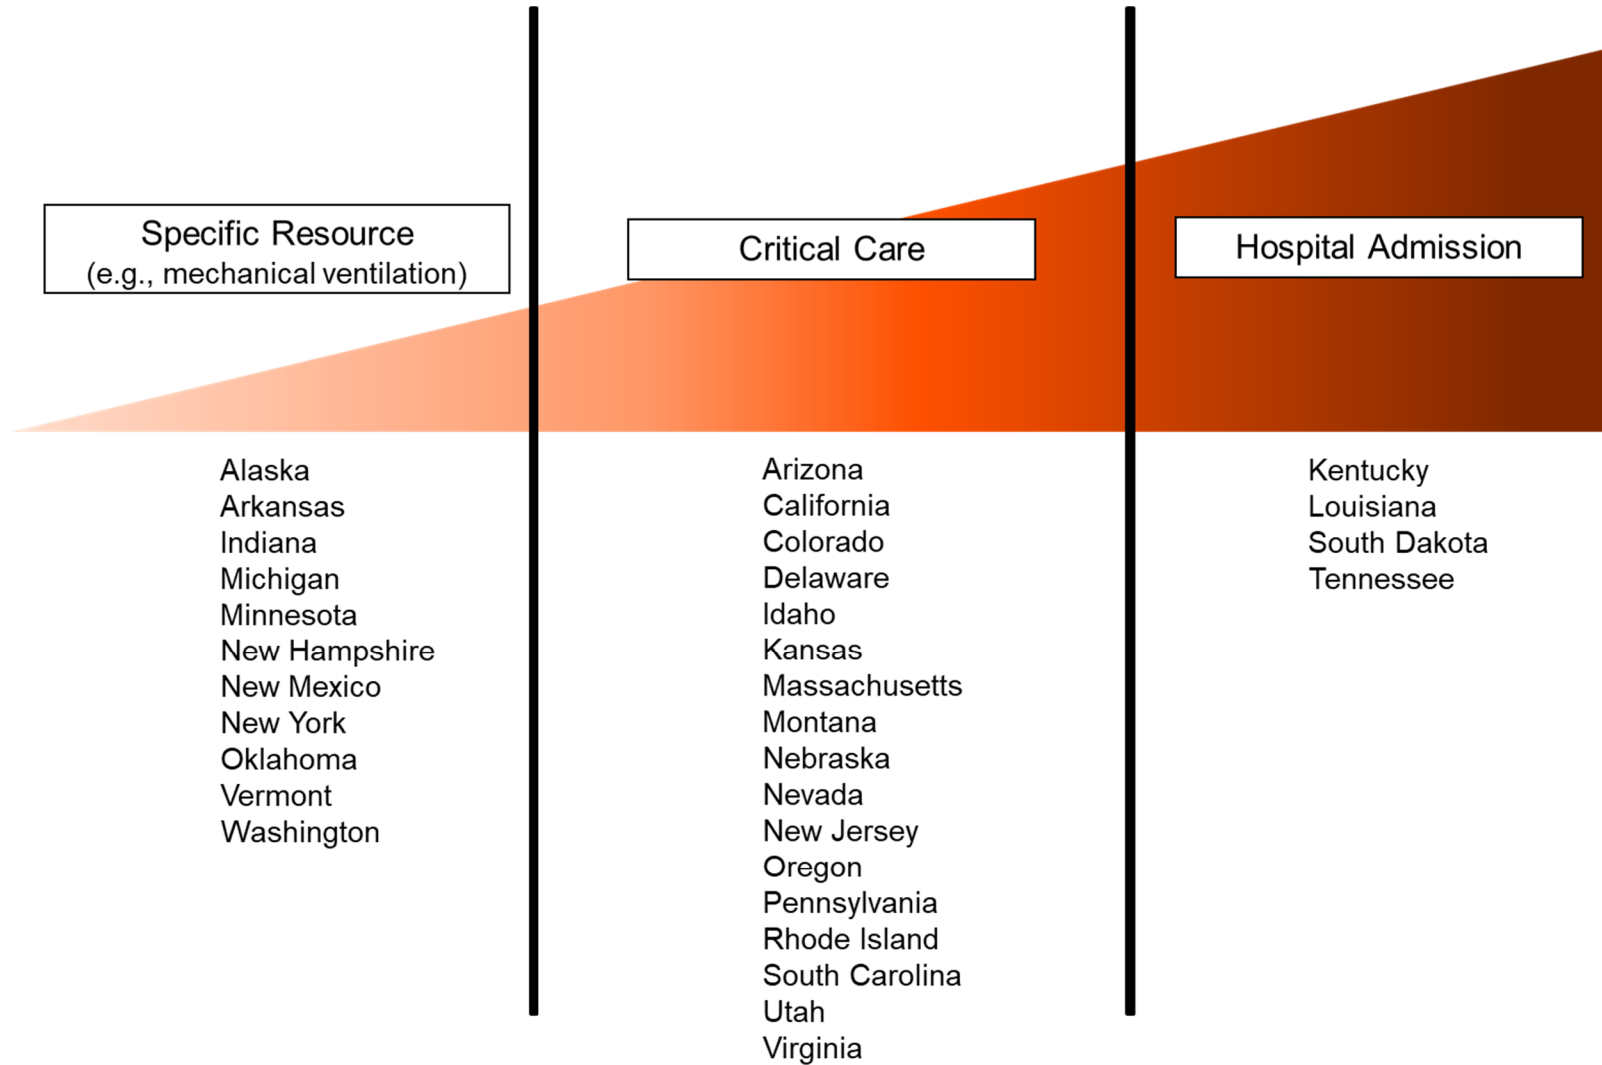 Specific Resource
(e.g., mechanical ventilation)
Critical Care
Hospital Admission
Alaska
Arkansas
Indiana
Michigan
Minnesota
New Hampshire
New Mexico
New York
Oklahoma
Vermont
Washington
Arizona
California
Colorado
Delaware
Idaho
Kansas
Massachusetts
Montana
Nebraska
Nevada
New Jersey
Oregon
Pennsylvania
Rhode Island
South Carolina
Utah
Virginia
Kentucky
Louisiana
South Dakota
Tennessee